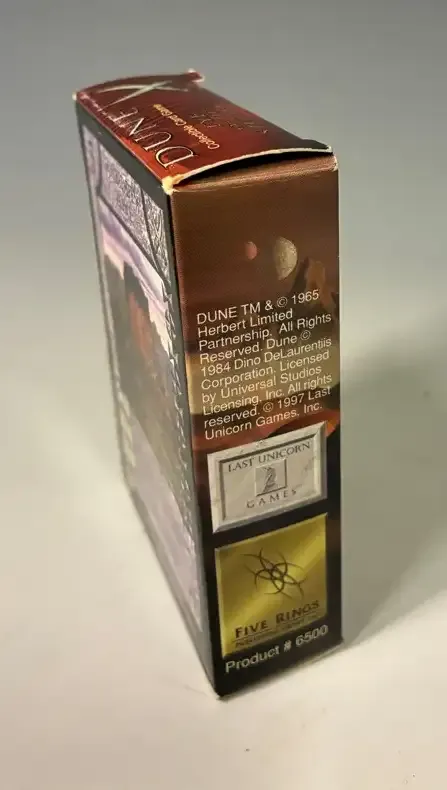 DUNE
Collectible Card Game
DUNE TM & © 1965
Herbert Limited
Partnership. All Rights
Reserved. Dune ©
1984 Dino DeLaurentiis
Corporation. Licensed
by Universal Studios
Licensing, Inc. All rights
reserved. © 1997 Last
Unicorn Games, Inc.
LAST UNICORN
GAMES
FIVE RINGS
Product # 6500